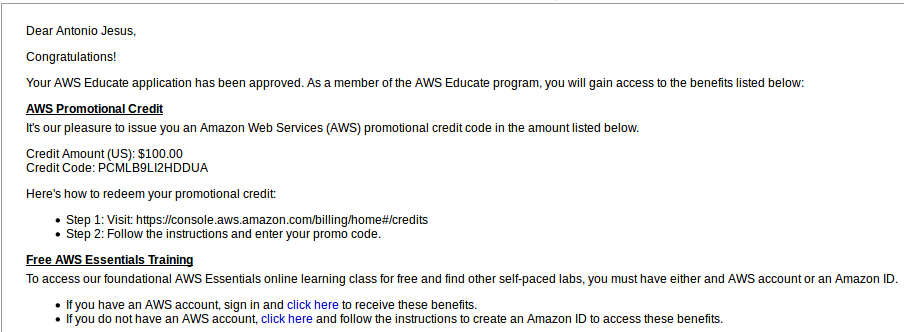 Dear Antonio Jesus,
Congratulations!
Your AWS Educate application has been approved. As a member of the AWS Educate program, you will gain access to the benefits listed below:
AWS Promotional Credit
It's our pleasure to issue you an Amazon Web Services (AWS) promotional credit code in the amount listed below.
Credit Amount (US): $100.00
Credit Code: PCMLB9LI2HDDUA
Here's how to redeem your promotional credit:
• Step 1: Visit: https://console.aws.amazon.com/billing/home#/credits
• Step 2: Follow the instructions and enter your promo code.
Free AWS Essentials Training
To access our foundational AWS Essentials online learning class for free and find other self-paced labs, you must have either and AWS account or an Amazon ID.
• If you have an AWS account, sign in and click here to receive these benefits.
• If you do not have an AWS account, click here and follow the instructions to create an Amazon ID to access these benefits.